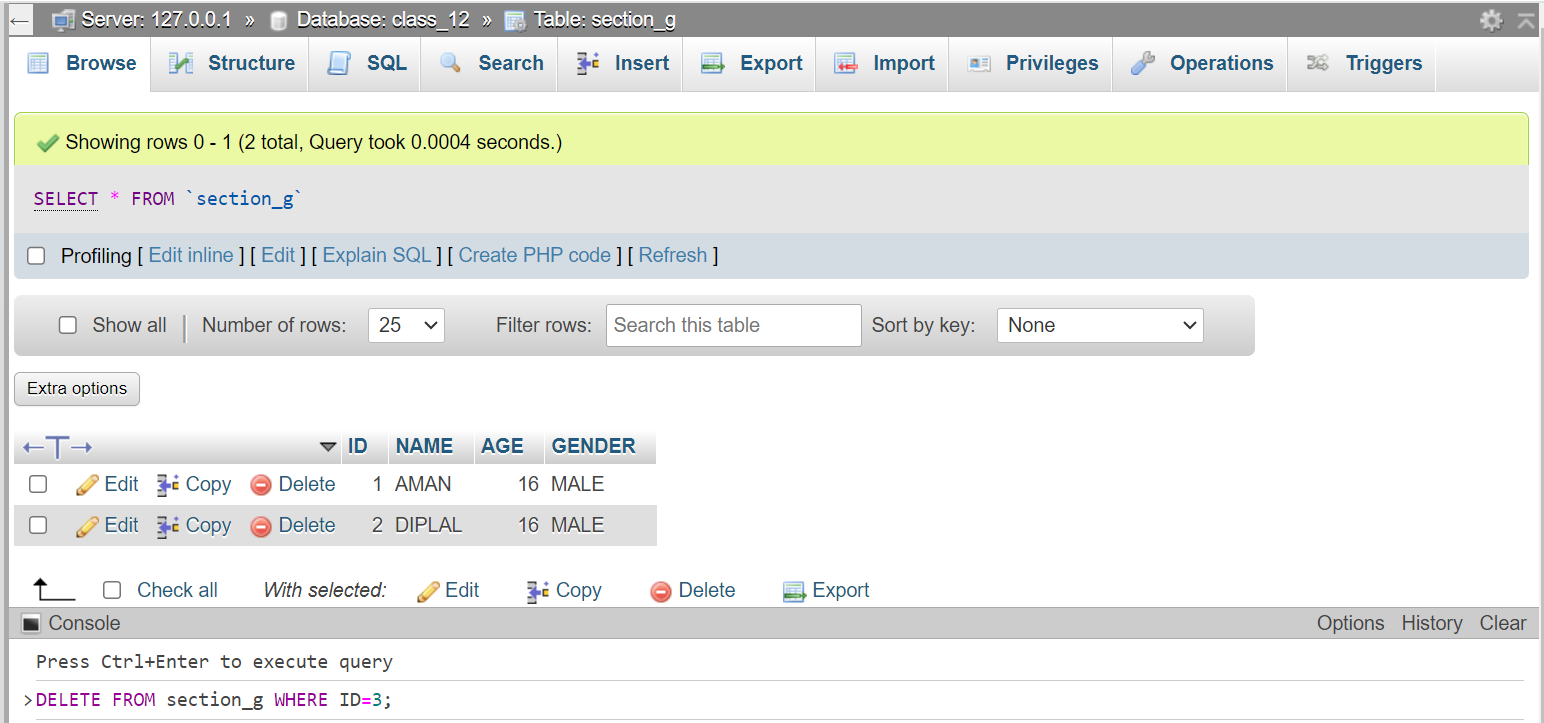 Server: 127.0.0.1 » Database: class_12 » Table: section_g
Browse Structure SQL Search Insert Export Import Privileges Operations Triggers
Showing rows 0 - 1 (2 total, Query took 0.0004 seconds.)
SELECT * FROM `section_g`
Profiling [ Edit inline ] [ Edit ] [ Explain SQL ] [ Create PHP code ] [ Refresh ]
Show all | Number of rows: 25 Filter rows: Search this table Sort by key: None
Extra options
ID NAME AGE GENDER
Edit Copy Delete 1 AMAN 16 MALE
Edit Copy Delete 2 DIPLAL 16 MALE
Check all With selected: Edit Copy Delete Export
Console Options History Clear
Press Ctrl+Enter to execute query
>DELETE FROM section_g WHERE ID=3;